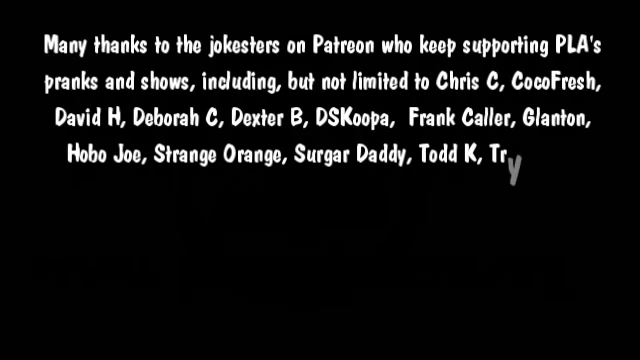 Many thanks to the jokesters on Patreon who keep supporting PLA's
pranks and shows, including, but not limited to Chris C, CocoFresh,
David H, Deborah C, Dexter B, DSKoopa, Frank Caller, Glanton,
Hobo Joe, Strange Orange, Surgar Daddy, Todd K, Try